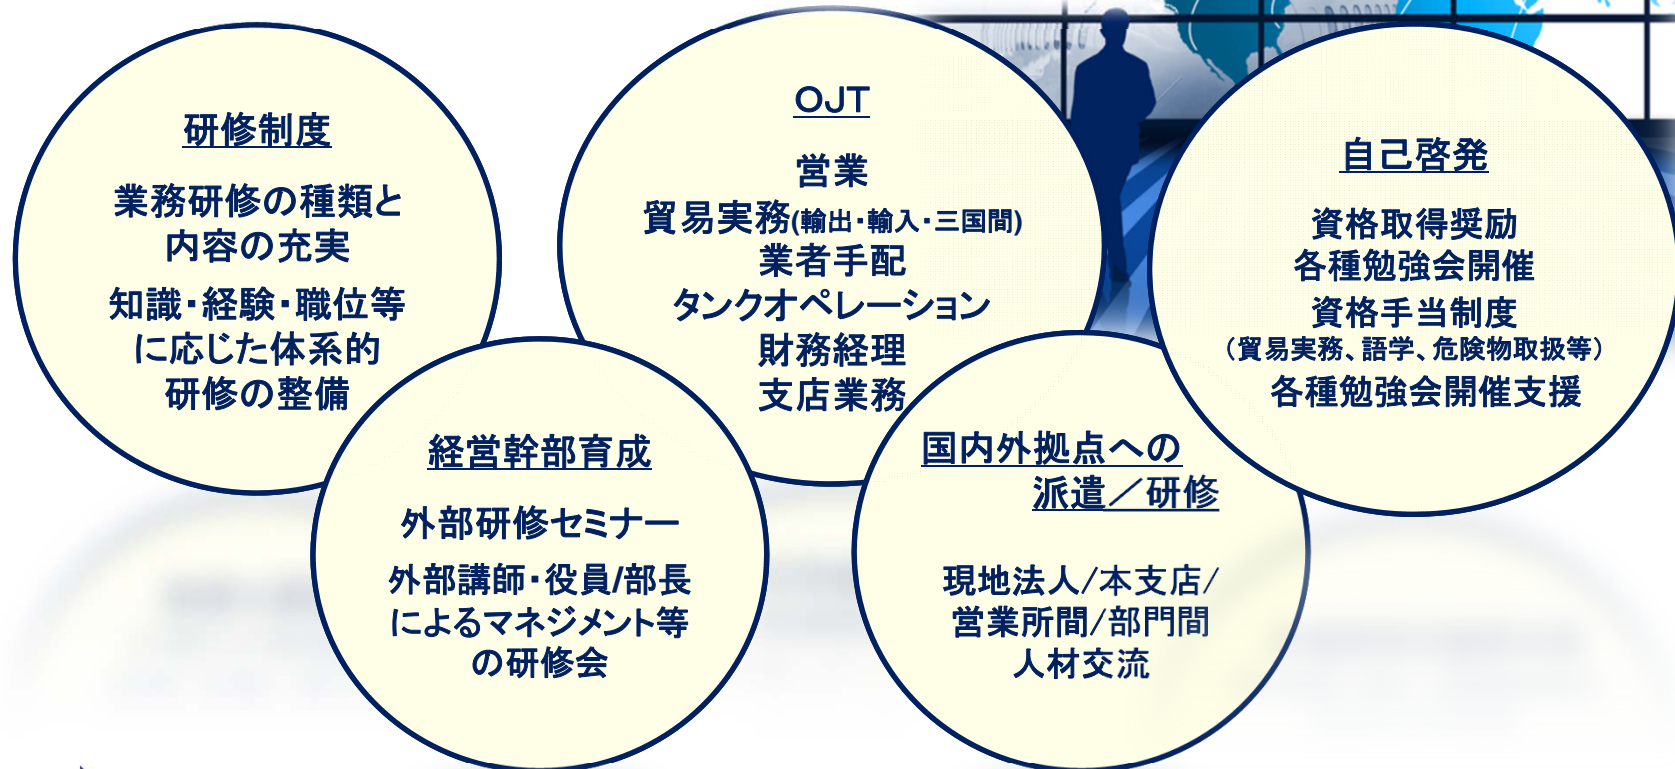 研修制度
業務研修の種類と
内容の充実
知識・経験・職位等
に応じた体系的
研修の整備
OJT
営業
貿易実務(輸出・輸入・三国間)
業者手配
タンクオペレーション
財務経理
支店業務
自己啓発
資格取得奨励
各種勉強会開催
資格手当制度
（貿易実務、語学、危険物取扱等）
各種勉強会開催支援
経営幹部育成
外部研修セミナー
外部講師・役員/部長
によるマネジメント等
の研修会
国内外拠点への
派遣／研修
現地法人/本支店/
営業所間/部門間
人材交流